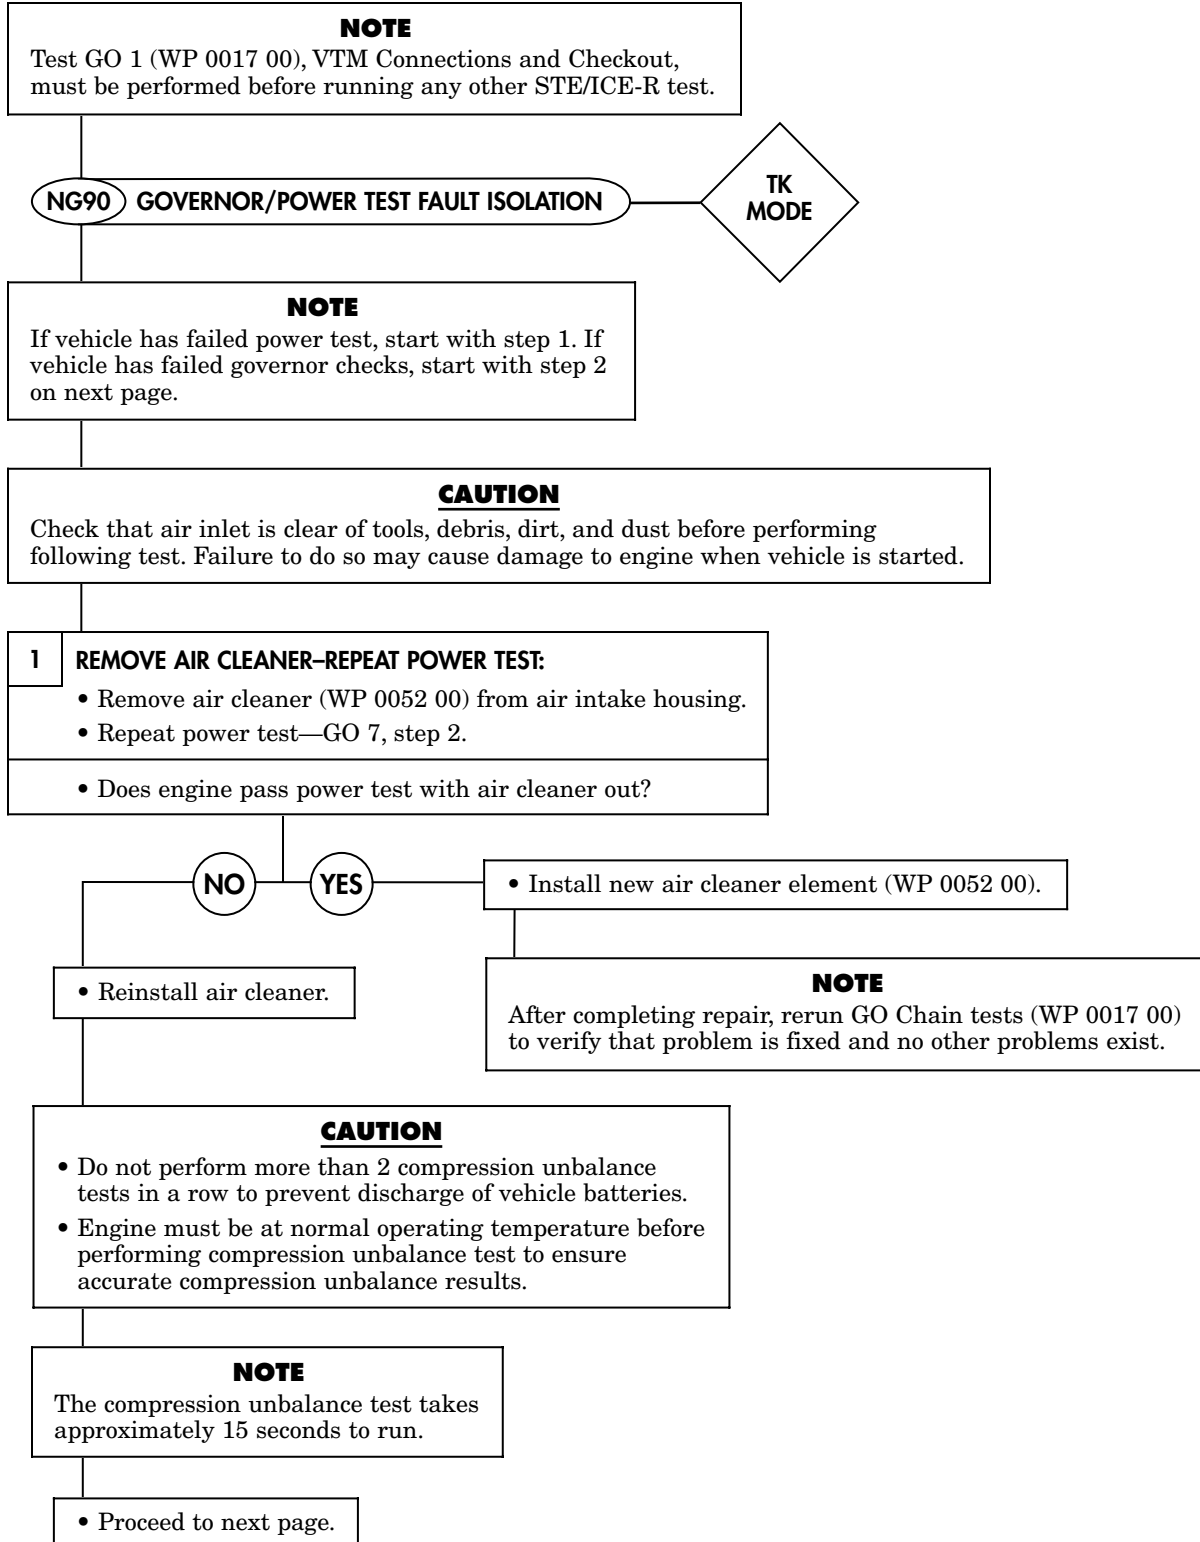 NOTE
Test GO 1 (WP 0017 00), VTM Connections and Checkout,
must be performed before running any other STE/ICE-R test.
NG90 GOVERNOR/POWER TEST FAULT ISOLATION
TK
MODE
NOTE
If vehicle has failed power test, start with step 1. If
vehicle has failed governor checks, start with step 2
on next page.
CAUTION
Check that air inlet is clear of tools, debris, dirt, and dust before performing
following test. Failure to do so may cause damage to engine when vehicle is started.
1 REMOVE AIR CLEANER–REPEAT POWER TEST:
• Remove air cleaner (WP 0052 00) from air intake housing.
• Repeat power test—GO 7, step 2.
• Does engine pass power test with air cleaner out?
NO YES
• Install new air cleaner element (WP 0052 00).
NOTE
After completing repair, rerun GO Chain tests (WP 0017 00)
to verify that problem is fixed and no other problems exist.
• Reinstall air cleaner.
CAUTION
• Do not perform more than 2 compression unbalance
tests in a row to prevent discharge of vehicle batteries.
• Engine must be at normal operating temperature before
performing compression unbalance test to ensure
accurate compression unbalance results.
NOTE
The compression unbalance test takes
approximately 15 seconds to run.
• Proceed to next page.